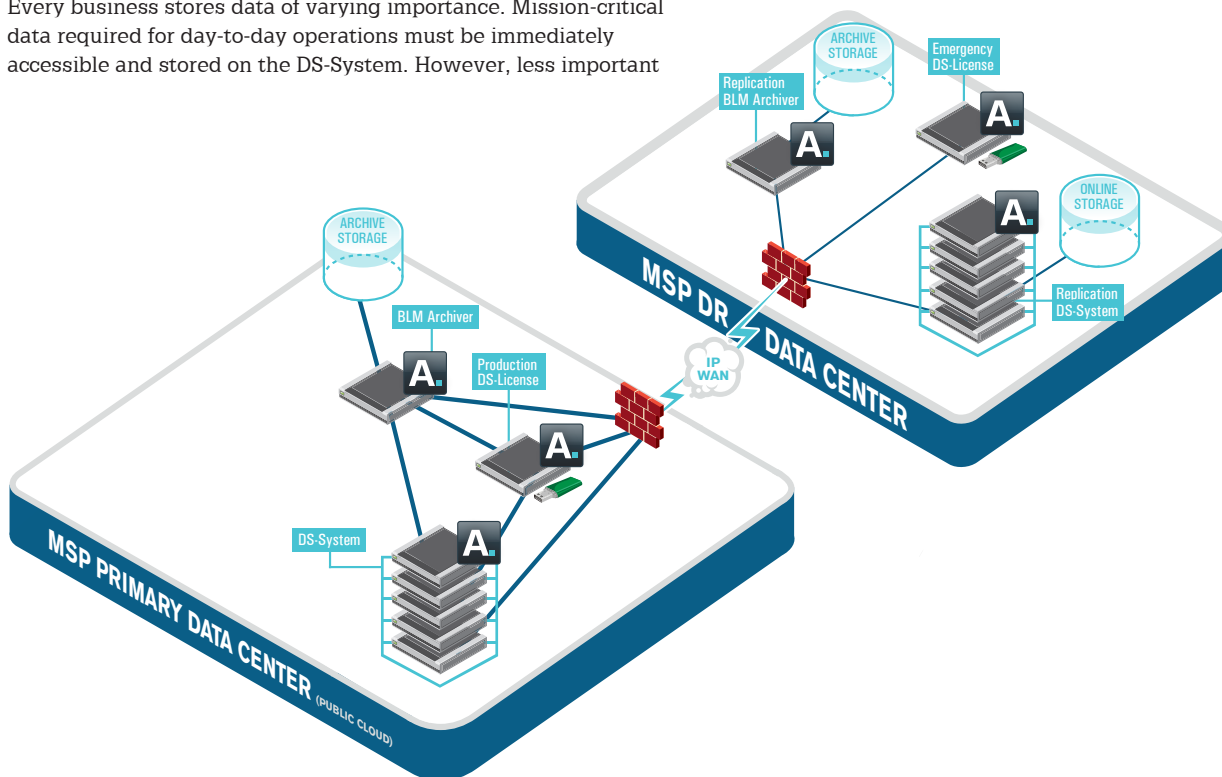 Every business stores data of varying importance. Mission-critical
data required for day-to-day operations must be immediately
accessible and stored on the DS-System. However, less important
ARCHIVE
STORAGE
Emergency
DS-License
Replication
BLM Archiver
A.
A.
ONLINE
STORAGE
A.
Replication
DS-System
MSP DR DATA CENTER
IP
WAN
ARCHIVE
STORAGE
BLM Archiver
A.
Production
DS-License
A.
DS-System
A.
MSP PRIMARY DATA CENTER (PUBLIC CLOUD)